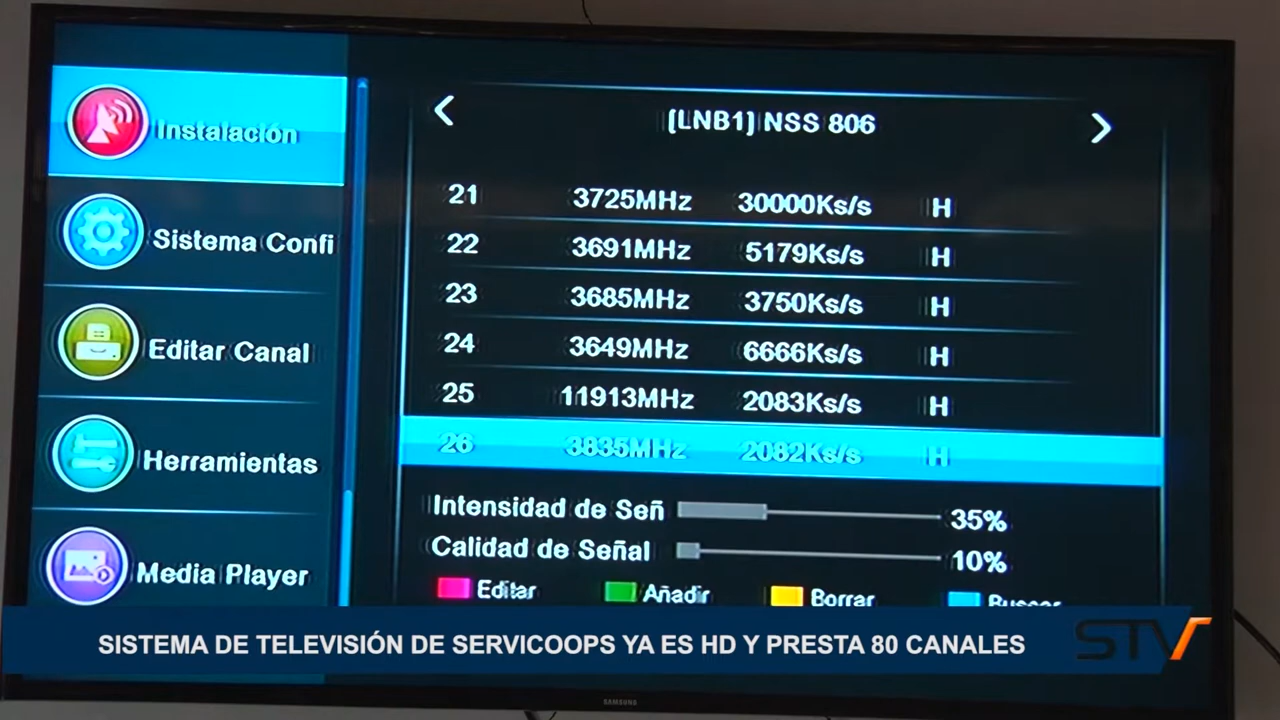 Instalación
Sistema Confi
Editar Canal
Herramientas
Media Player
[LNB1] NSS 806
21 3725MHz 30000Ks/s H
22 3691MHz 5179Ks/s H
23 3685MHz 3750Ks/s H
24 3649MHz 6666Ks/s H
25 11913MHz 2083Ks/s H
26 3835MHz 2082Ks/s H
Intensidad de Señ 35%
Calidad de Señal 10%
Editar Añadir Borrar Buscar
SISTEMA DE TELEVISIÓN DE SERVICOOPS YA ES HD Y PRESTA 80 CANALES
STV
SAMSUNG